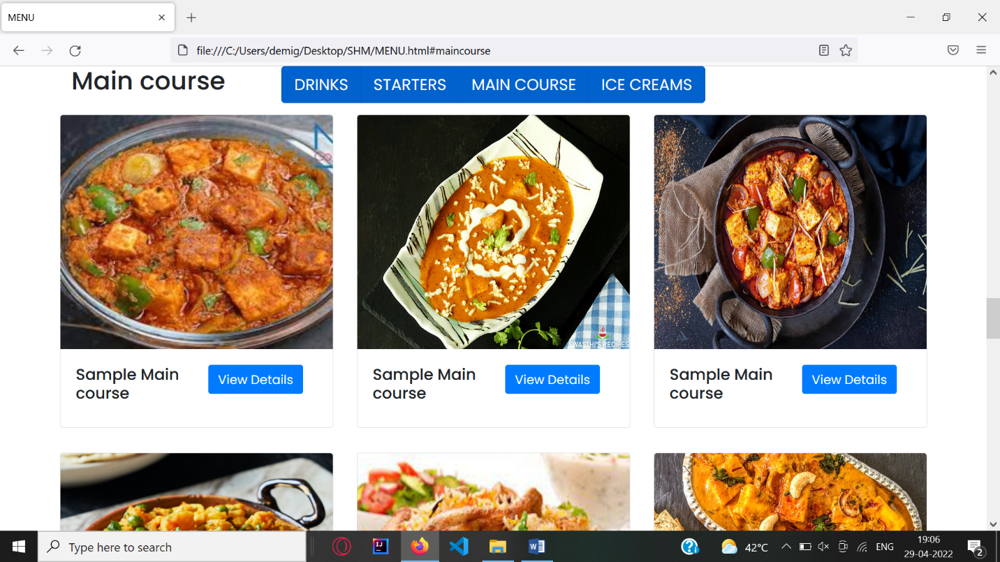 MENU
file:///C:/Users/demig/Desktop/SHM/MENU.html#maincourse
Main course
DRINKS STARTERS MAIN COURSE ICE CREAMS
SWASTHI'S RECIPES
Sample Main
course
View Details
Sample Main
course
View Details
Sample Main
course
View Details
Type here to search
IJ
W
42°C
ENG
19:06
29-04-2022
2